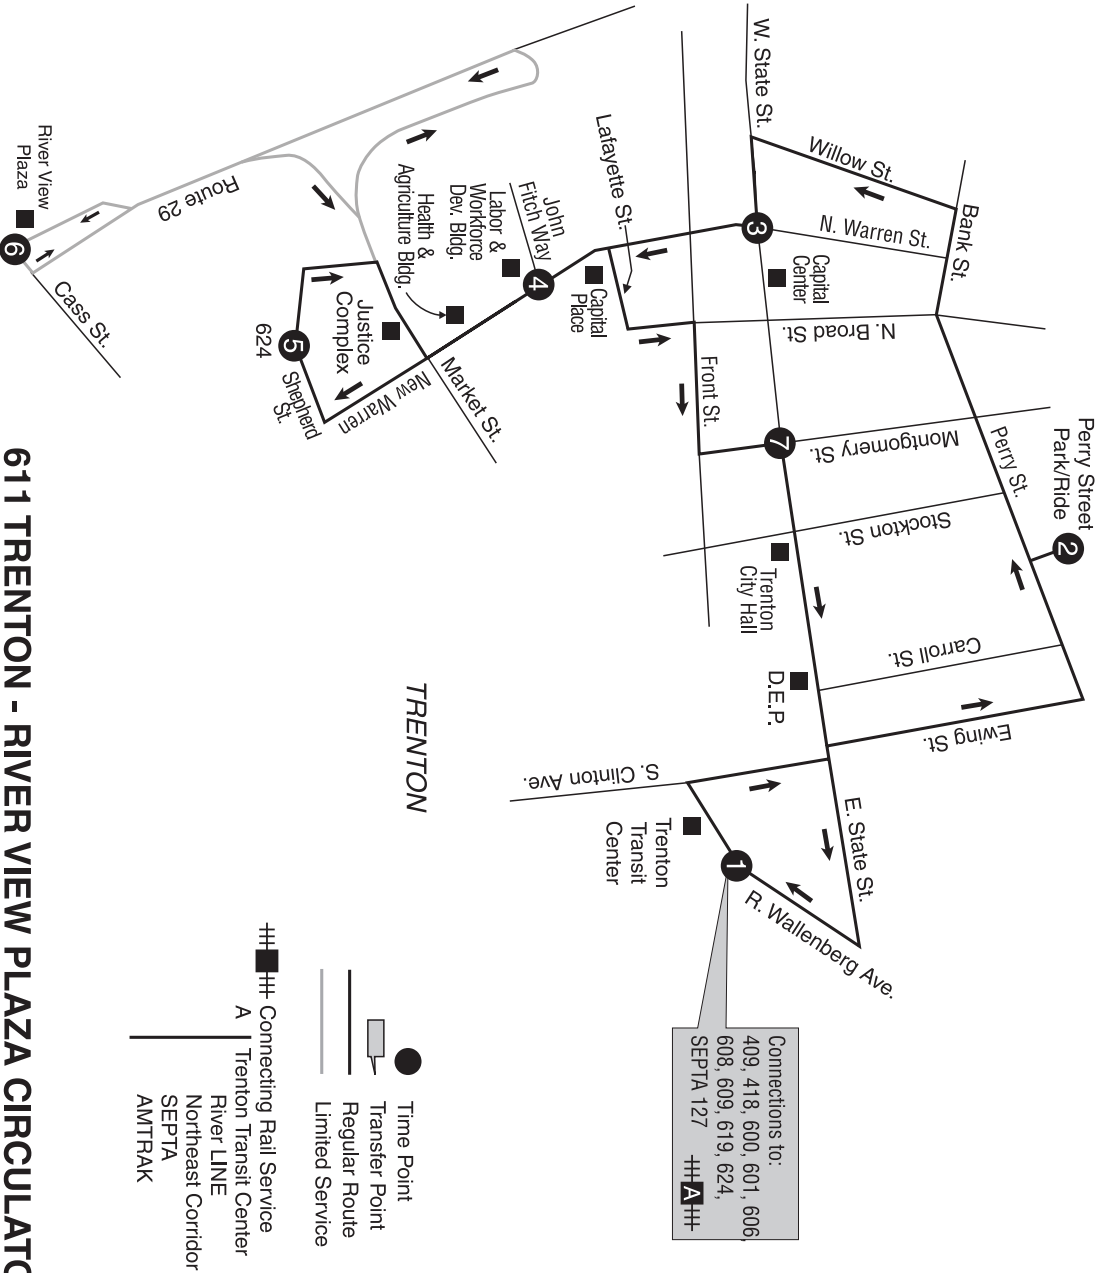 W. State St.
Willow St.
Bank St.
N. Warren St.
Lafayette St.
3
Capital
Center
N. Broad St.
John
Fitch Way
Labor &
Workforce
Dev. Bldg.
Health &
Agriculture Bldg.
4
Capital
Place
Route 29
River View
Plaza
6
Cass St.
Justice
Complex
5
624
Shepherd
St.
New Warren
Market St.
Front St.
7
Montgomery St.
Perry St.
Perry Street
Park/Ride
2
Stockton St.
Trenton
City Hall
Carroll St.
D.E.P.
Ewing St.
S. Clinton Ave.
E. State St.
Trenton
Transit
Center
1
R. Wallenberg Ave.
Connections to:
409, 418, 600, 601, 606,
608, 609, 619, 624,
SEPTA 127
A
TRENTON
Time Point
Transfer Point
Regular Route
Limited Service
Connecting Rail Service
A Trenton Transit Center
River LINE
Northeast Corridor
SEPTA
AMTRAK
611 TRENTON - RIVER VIEW PLAZA